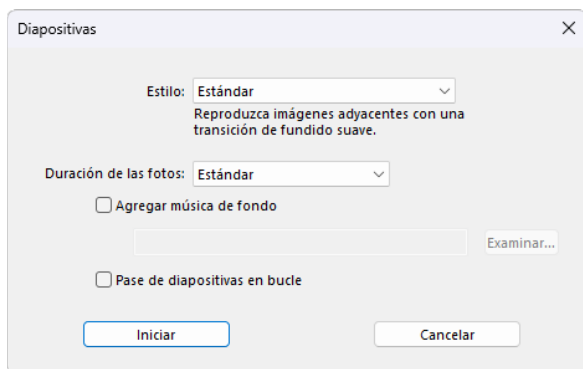 Diapositivas
Estilo: Estándar
Reproduzca imágenes adyacentes con una
transición de fundido suave.
Duración de las fotos: Estándar
Agregar música de fondo
Examinar...
Pase de diapositivas en bucle
Iniciar Cancelar